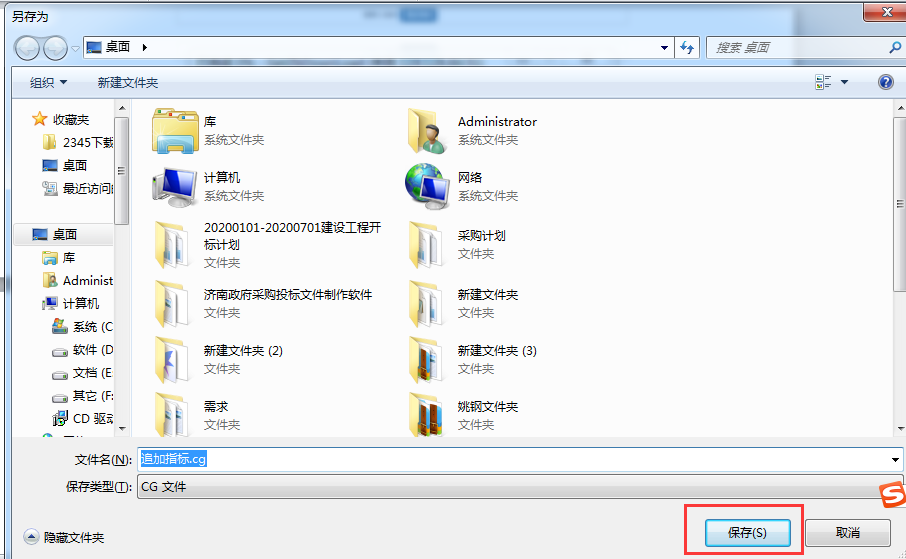 另存为
桌面
搜索 桌面
组织
新建文件夹
收藏夹
2345下载
桌面
最近访问的
桌面
库
Administ
计算机
系统 (C
软件 (D
文档 (E
其它 (F:
CD 驱动
库
系统文件夹
Administrator
系统文件夹
计算机
系统文件夹
网络
系统文件夹
20200101-20200701建设工程开
标计划
文件夹
采购计划
文件夹
济南政府采购投标文件制作软件
文件夹
新建文件夹
文件夹
新建文件夹 (2)
文件夹
新建文件夹 (3)
文件夹
需求
文件夹
姚钢文件夹
文件夹
文件名(N):
追加指标.cg
保存类型(T):
CG 文件
隐藏文件夹
保存(S)
取消